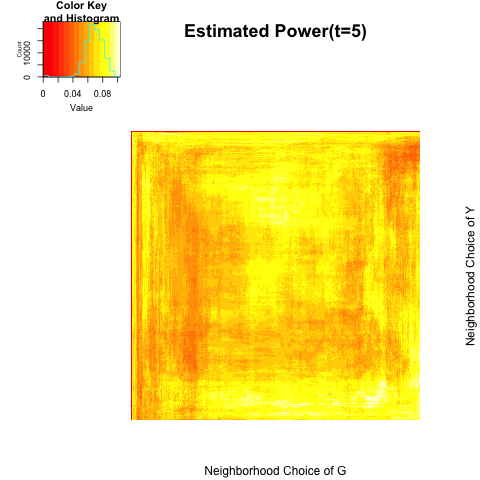 Color Key
and Histogram
Estimated Power(t=5)
Count
0 10000
0 0.04 0.08
Value
Neighborhood Choice of Y
Neighborhood Choice of G